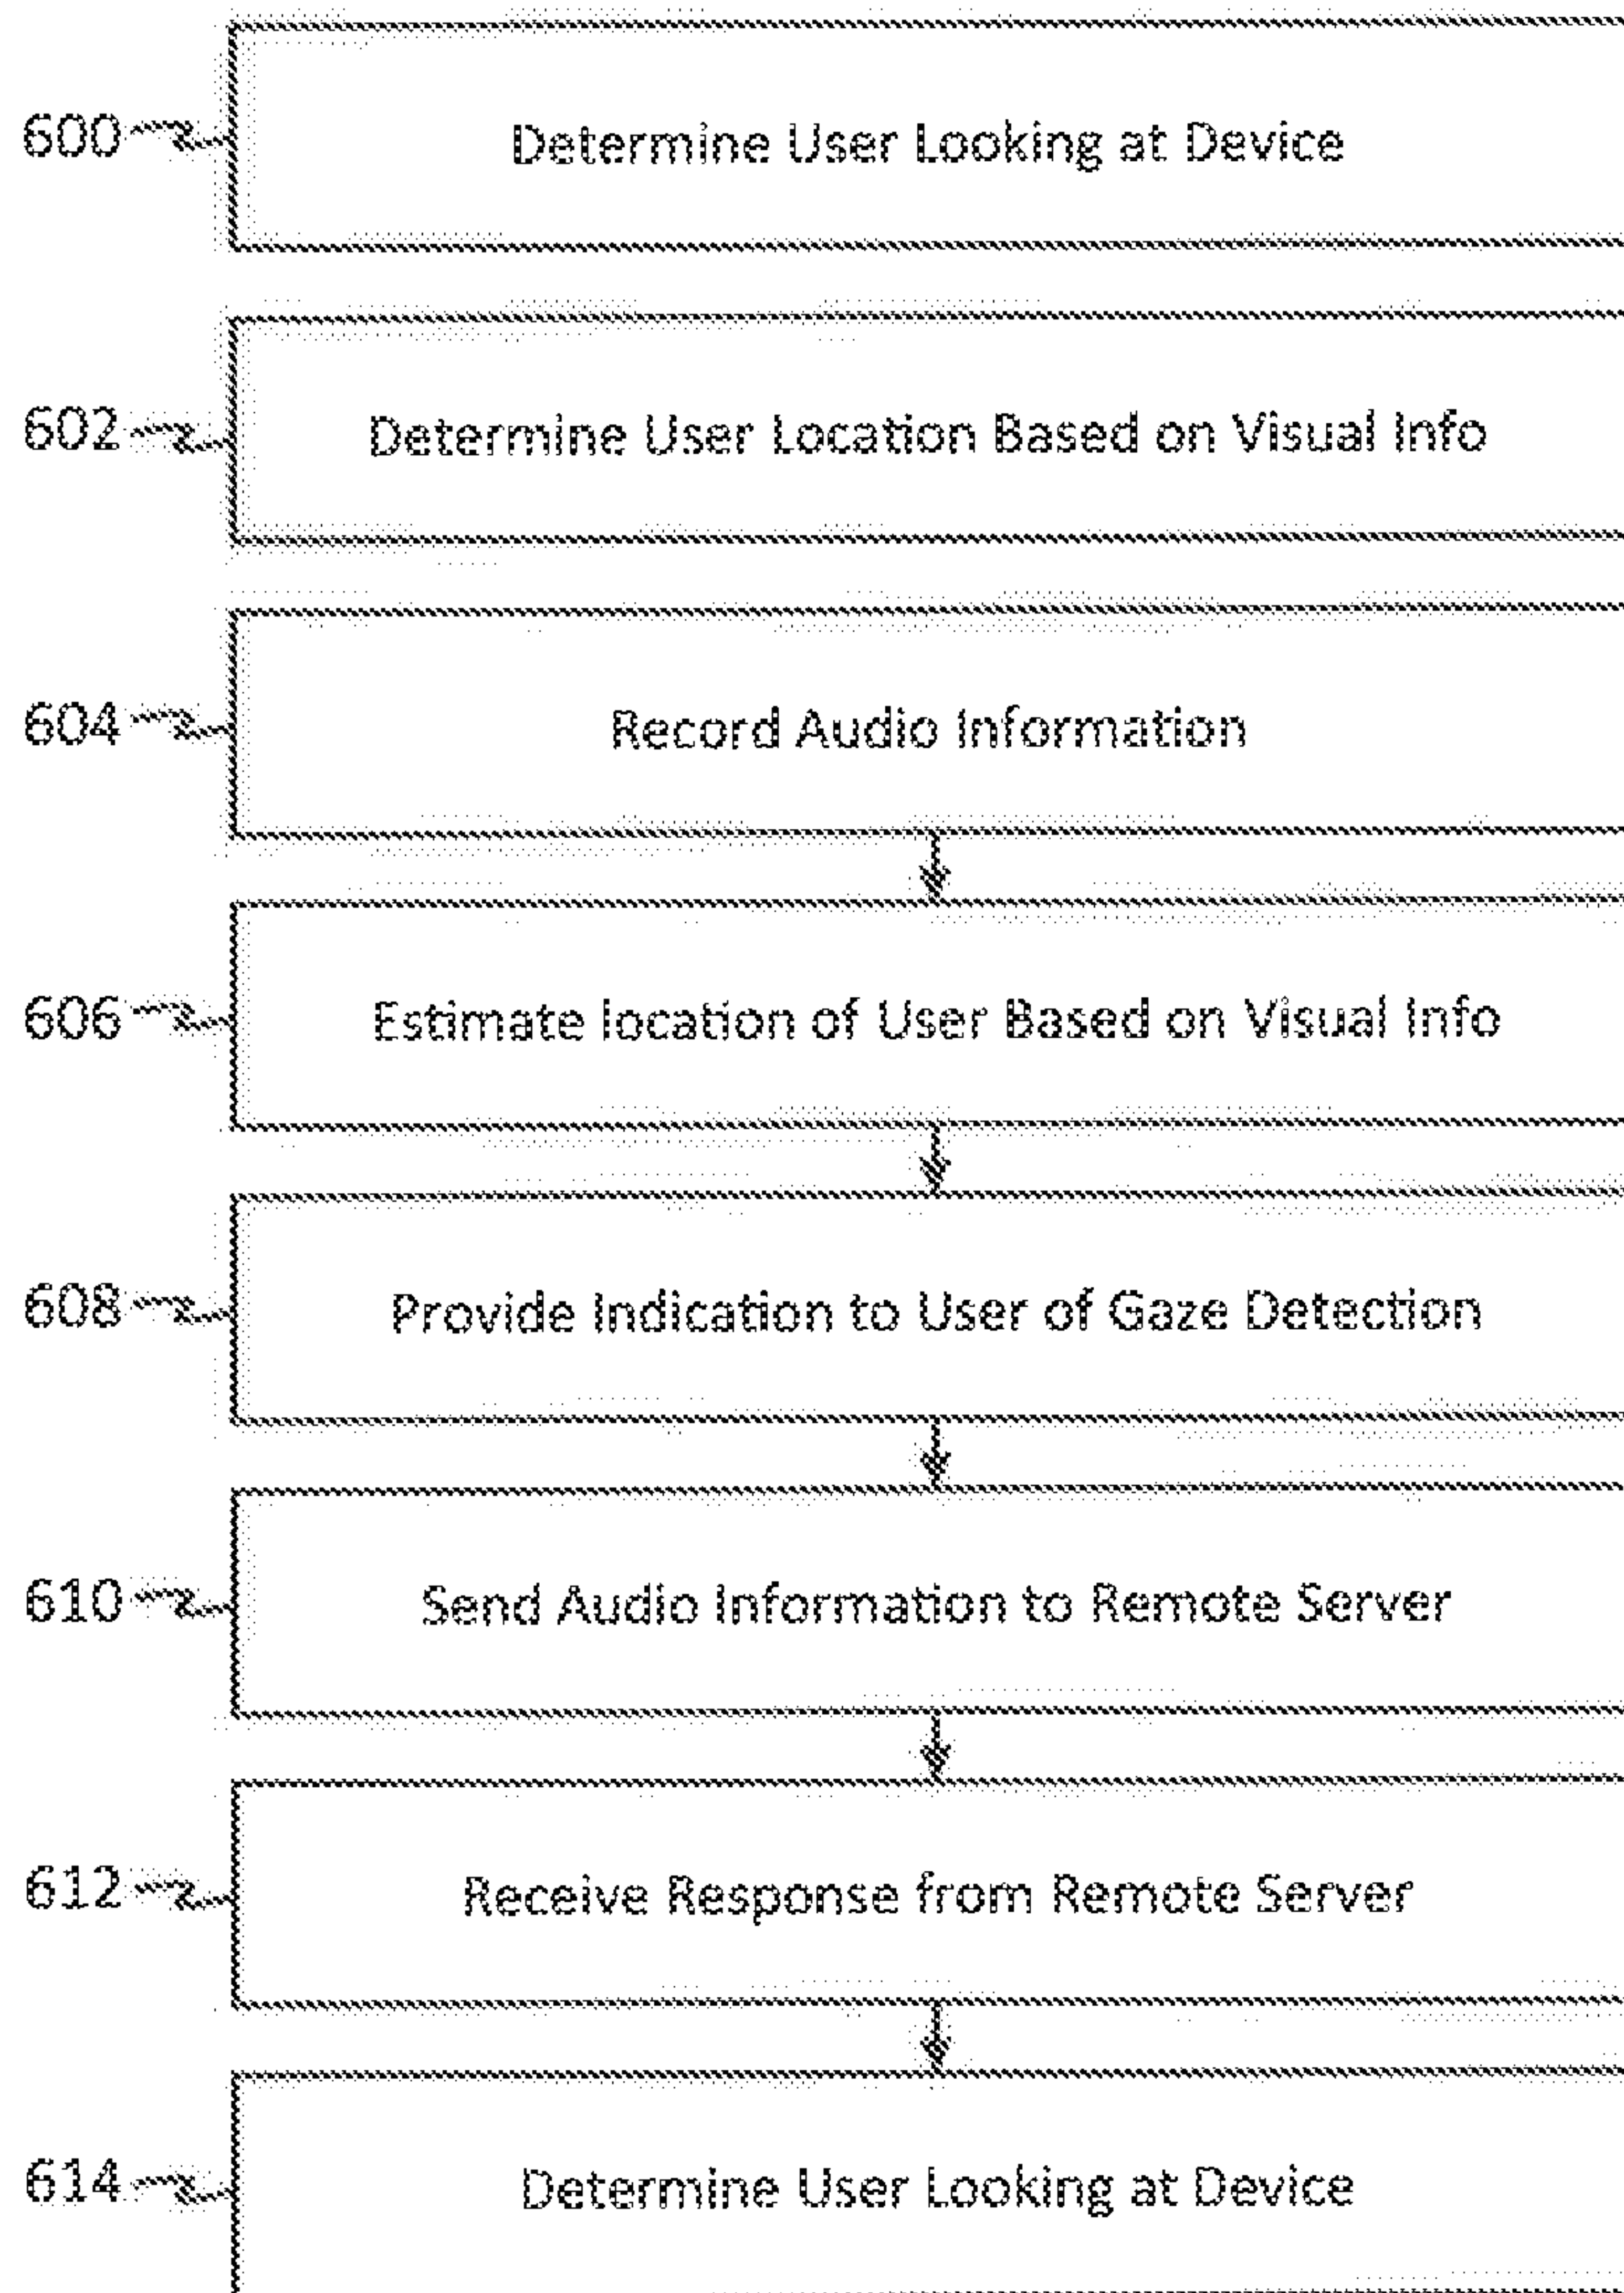 600 Determine User Looking at Device
602 Determine User Location Based on Visual Info
604 Record Audio Information
606 Estimate location of User Based on Visual Info
608 Provide Indication to User of Gaze Detection
610 Send Audio Information to Remote Server
612 Receive Response from Remote Server
614 Determine User Looking at Device